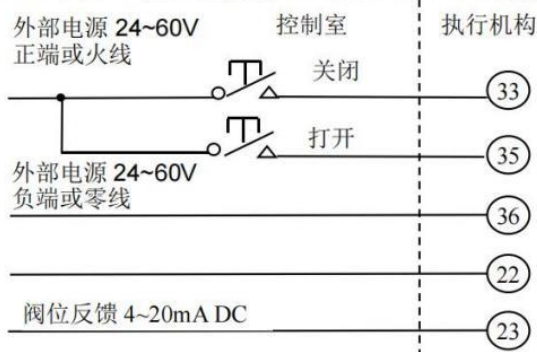 外部电源 24~60V
正端或火线
控制室
执行机构
关闭
33
打开
35
外部电源 24~60V
负端或零线
36
22
阀位反馈 4~20mA DC
23